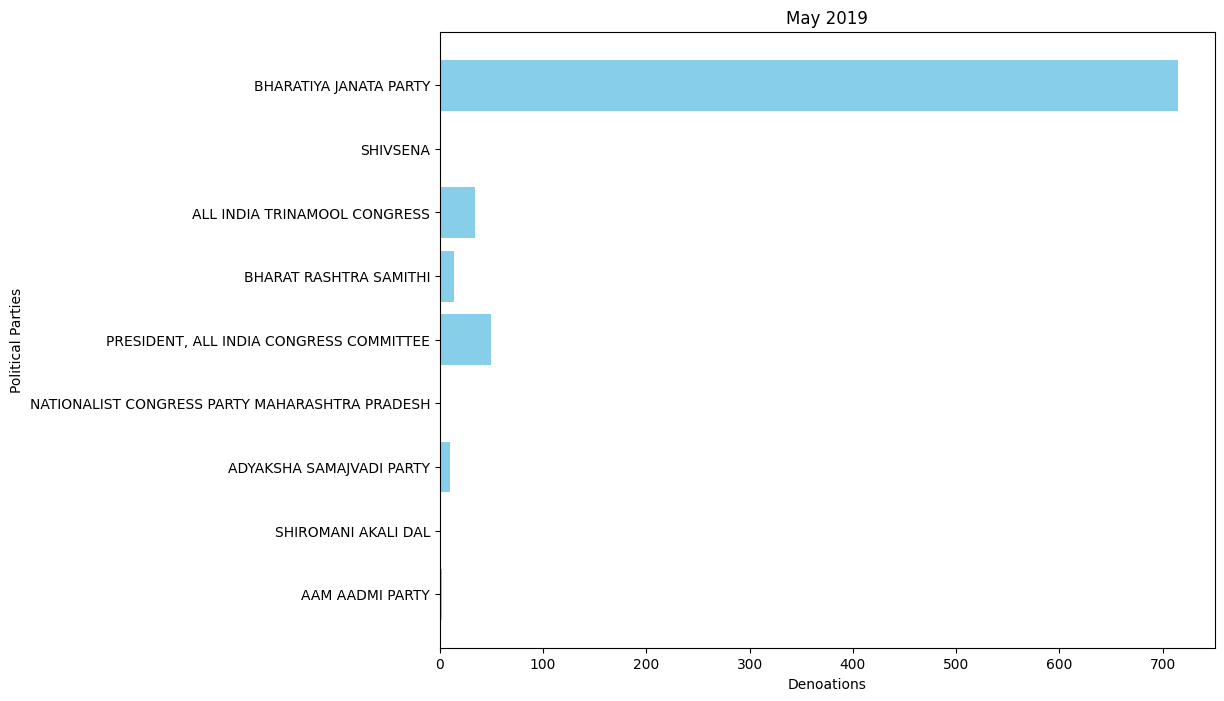 May 2019
BHARATIYA JANATA PARTY
SHIVSENA
ALL INDIA TRINAMOOL CONGRESS
BHARAT RASHTRA SAMITHI
PRESIDENT, ALL INDIA CONGRESS COMMITTEE
NATIONALIST CONGRESS PARTY MAHARASHTRA PRADESH
ADYAKSHA SAMAJVADI PARTY
SHIROMANI AKALI DAL
AAM AADMI PARTY
Political Parties
0 100 200 300 400 500 600 700
Denoations